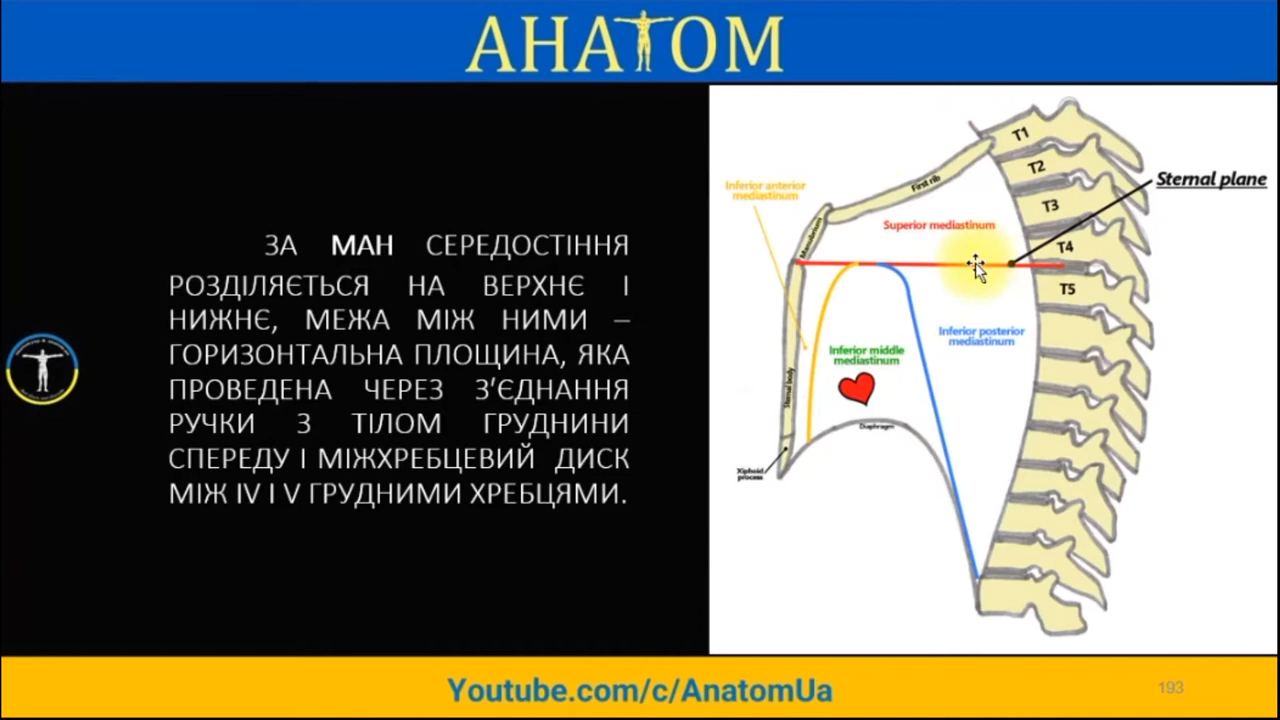 АНАТОМ
ЗА МАН СЕРЕДОСТІННЯ
РОЗДІЛЯЄТЬСЯ НА ВЕРХНЄ І
НИЖНЄ, МЕЖА МІЖ НИМИ –
ГОРИЗОНТАЛЬНА ПЛОЩИНА, ЯКА
ПРОВЕДЕНА ЧЕРЕЗ З’ЄДНАННЯ
РУЧКИ З ТІЛОМ ГРУДНИНИ
СПЕРЕДУ І МІЖХРЕБЦЕВИЙ ДИСК
МІЖ IV І V ГРУДНИМИ ХРЕБЦЯМИ.
T1
T2
T3
T4
T5
Sternal plane
First rib
Inferior anterior
mediastinum
Manubrium
Superior mediastinum
Inferior posterior
mediastinum
Inferior middle
mediastinum
Sternal body
Diaphragm
Xiphoid
process
Youtube.com/c/AnatomUa
193